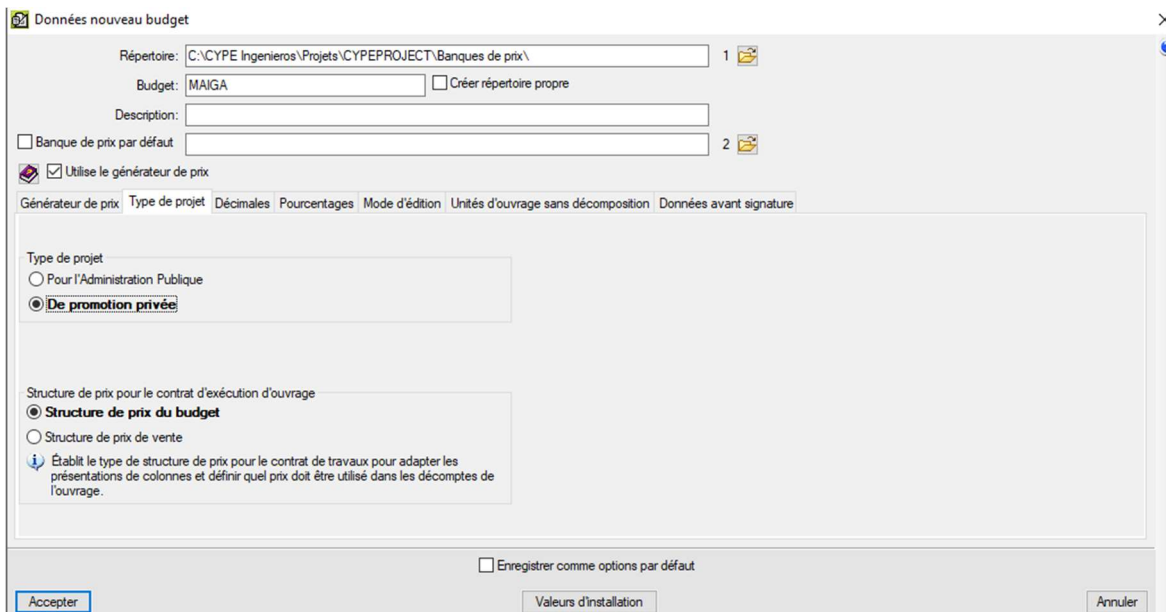 Données nouveau budget
Répertoire: C:\CYPE Ingenieros\Projets\CYPEPROJECT\Banques de prix\ 1
Budget: MAIGA Créer répertoire propre
Description:
Banque de prix par défaut 2
Utilise le générateur de prix
Générateur de prix Type de projet Décimales Pourcentages Mode d'édition Unités d'ouvrage sans décomposition Données avant signature
Type de projet
Pour l'Administration Publique
De promotion privée
Structure de prix pour le contrat d'exécution d'ouvrage
Structure de prix du budget
Structure de prix de vente
Établit le type de structure de prix pour le contrat de travaux pour adapter les
présentations de colonnes et définir quel prix doit être utilisé dans les décomptes de
l'ouvrage.
Enregistrer comme options par défaut
Accepter Valeurs d'installation Annuler